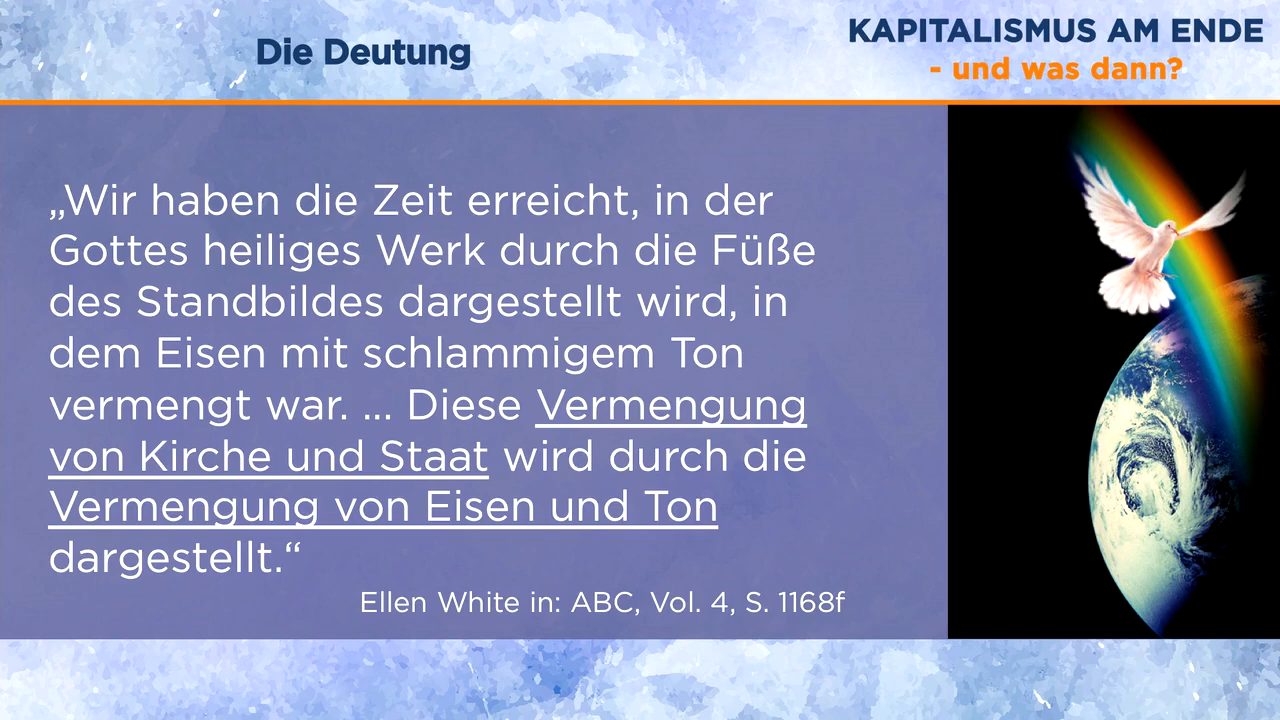 Die Deutung
KAPITALISMUS AM ENDE
- und was dann?
„Wir haben die Zeit erreicht, in der
Gottes heiliges Werk durch die Füße
des Standbildes dargestellt wird, in
dem Eisen mit schlammigem Ton
vermengt war. ... Diese Vermengung
von Kirche und Staat wird durch die
Vermengung von Eisen und Ton
dargestellt.“
Ellen White in: ABC, Vol. 4, S. 1168f